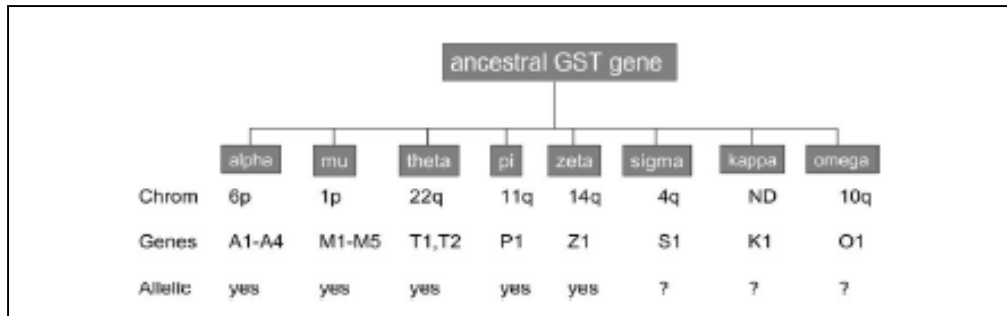 ancestral GST gene
alpha mu theta pi zeta sigma kappa omega
Chrom 6p 1p 22q 11q 14q 4q ND 10q
Genes A1-A4 M1-M5 T1,T2 P1 Z1 S1 K1 O1
Allelic yes yes yes yes yes ? ? ?